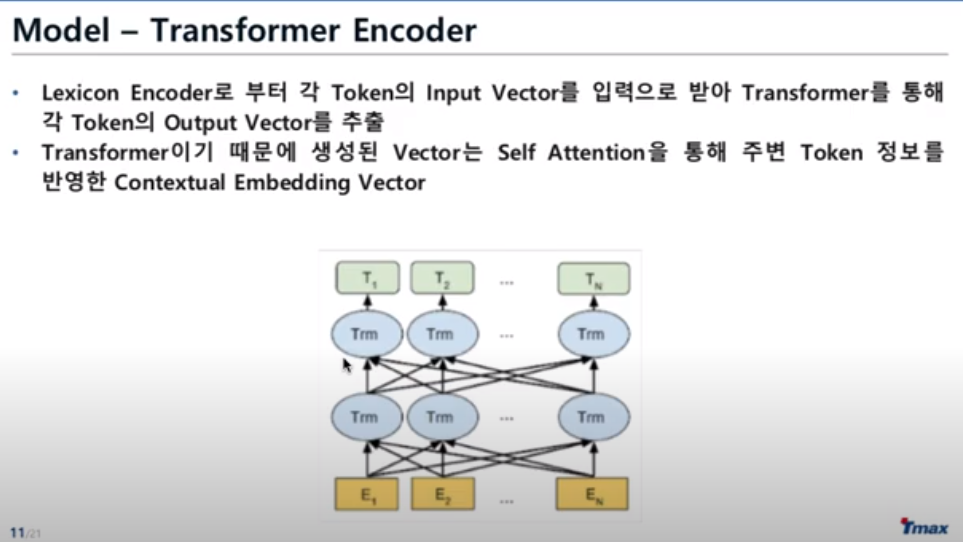 Model – Transformer Encoder
• Lexicon Encoder로 부터 각 Token의 Input Vector를 입력으로 받아 Transformer를 통해
각 Token의 Output Vector를 추출
• Transformer이기 때문에 생성된 Vector는 Self Attention을 통해 주변 Token 정보를
반영한 Contextual Embedding Vector
T1 T2 ... TN
Trm Trm ... Trm
Trm Trm ... Trm
E1 E2 ... EN
11/21
Tmax